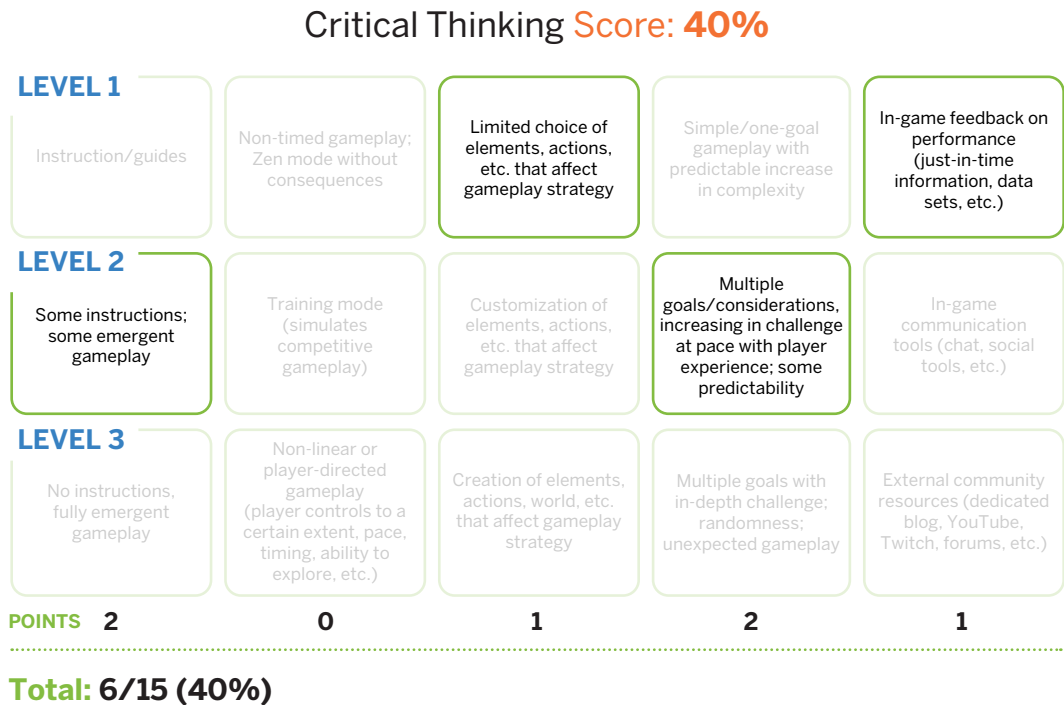 Critical Thinking Score: 40%
LEVEL 1
Instruction/guides
Non-timed gameplay;
Zen mode without
consequences
Limited choice of
elements, actions,
etc. that affect
gameplay strategy
Simple/one-goal
gameplay with
predictable increase
in complexity
In-game feedback on
performance
(just-in-time
information, data
sets, etc.)
LEVEL 2
Some instructions;
some emergent
gameplay
Training mode
(simulates
competitive
gameplay)
Customization of
elements, actions,
etc. that affect
gameplay strategy
Multiple
goals/considerations,
increasing in challenge
at pace with player
experience; some
predictability
In-game
communication
tools (chat, social
tools, etc.)
LEVEL 3
No instructions,
fully emergent
gameplay
Non-linear or
player-directed
gameplay
(player controls to a
certain extent, pace,
timing, ability to
explore, etc.)
Creation of elements,
actions, world, etc.
that affect gameplay
strategy
Multiple goals with
in-depth challenge;
randomness;
unexpected gameplay
External community
resources (dedicated
blog, YouTube,
Twitch, forums, etc.)
POINTS 2 0 1 2 1
Total: 6/15 (40%)